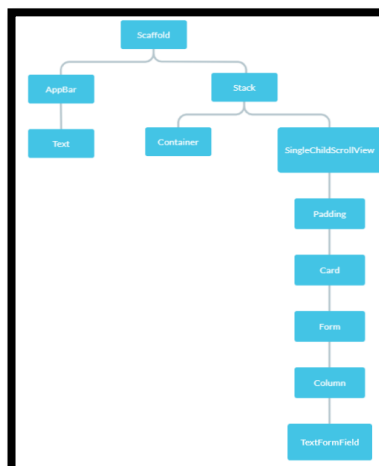 Scaffold
AppBar
Stack
Text
Container
SingleChildScrollView
Padding
Card
Form
Column
TextFormField